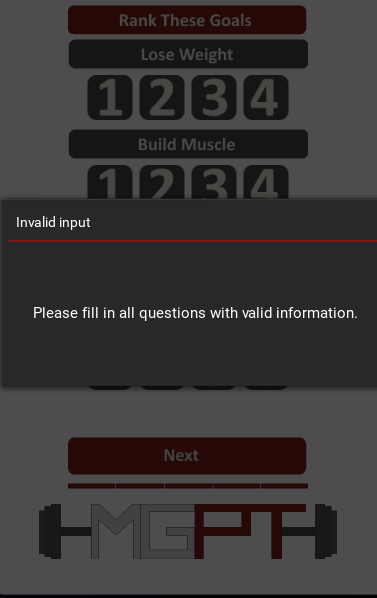 Rank These Goals
Lose Weight
1 2 3 4
Build Muscle
1 2 3 4
Invalid input
Please fill in all questions with valid information.
Next
MGPT